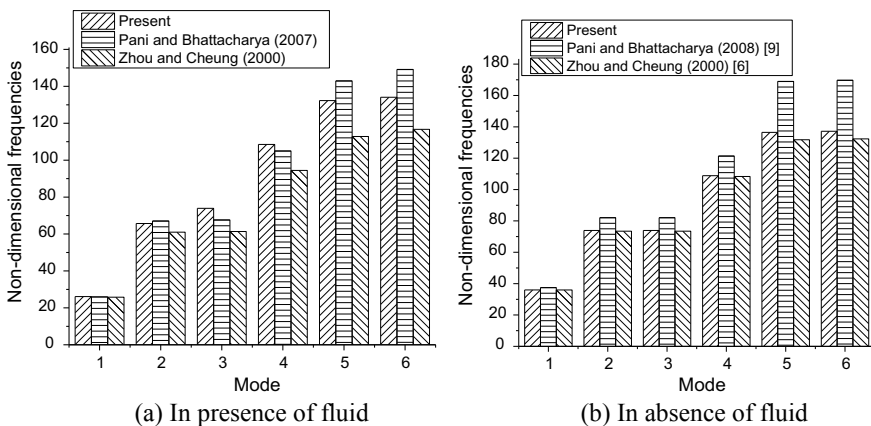 Present
Pani and Bhattacharya (2007)
Zhou and Cheung (2000)
160
140
120
100
80
60
40
20
0
Non-dimensional frequencies
1 2 3 4 5 6
Mode
(a) In presence of fluid
Present
Pani and Bhattacharya (2008) [9]
Zhou and Cheung (2000) [6]
180
160
140
120
100
80
60
40
20
0
Non-dimensional frequencies
1 2 3 4 5 6
Mode
(b) In absence of fluid